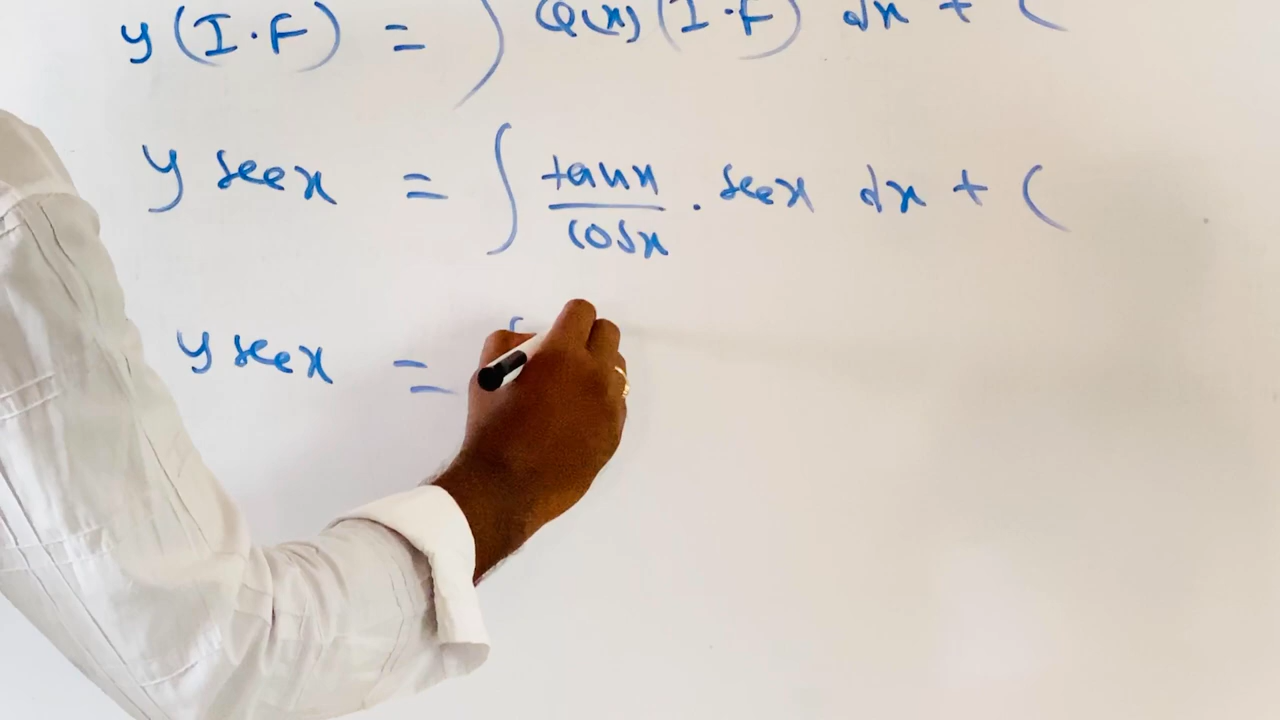 y (I.F) = ∫ Q(x) (I.F) dx + C
y secx = ∫ tanx/cosx . secx dx + C
y secx =